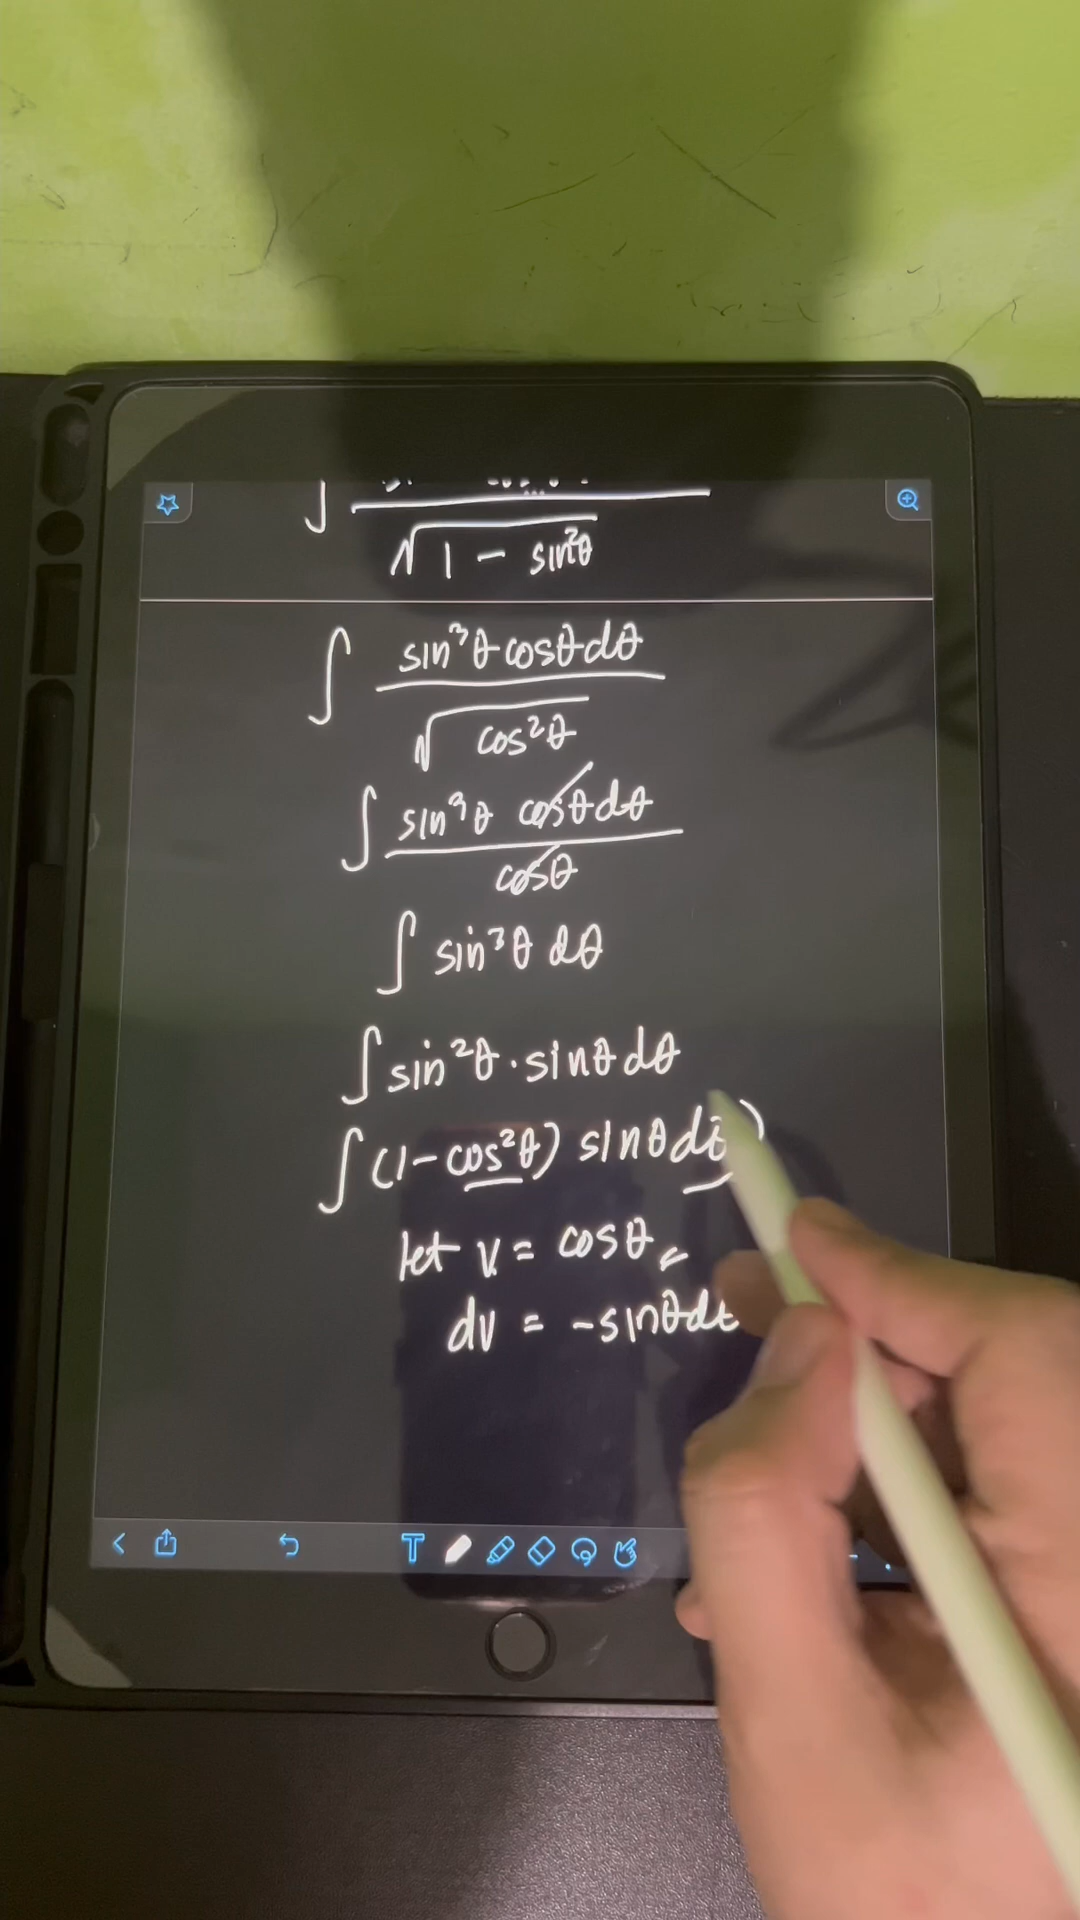 ∫
√1 - sin²θ
∫ sin³θ cosθ dθ
√cos²θ
∫ sin³θ cosθ dθ
cosθ
∫ sin³θ dθ
∫ sin²θ · sinθ dθ
∫ (1 - cos²θ) sinθ dθ)
let v = cosθ
dv = -sinθ dθ
T